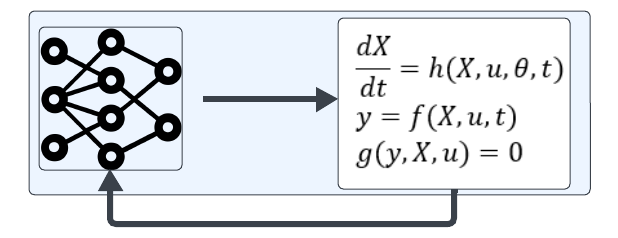 dX/dt = h(X, u, θ, t)
y = f(X, u, t)
g(y, X, u) = 0